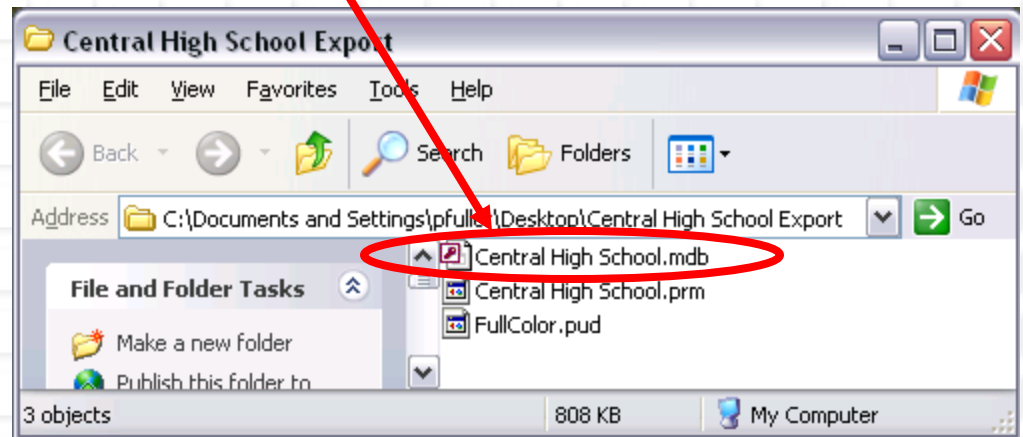 Central High School Export
File Edit View Favorites Tools Help
Back Search Folders
Address C:\Documents and Settings\ \Desktop\Central High School Export Go
Central High School.mdb
File and Folder Tasks
Central High School.prm
FullColor.pud
Make a new folder
Publish this folder to
3 objects 808 KB My Computer